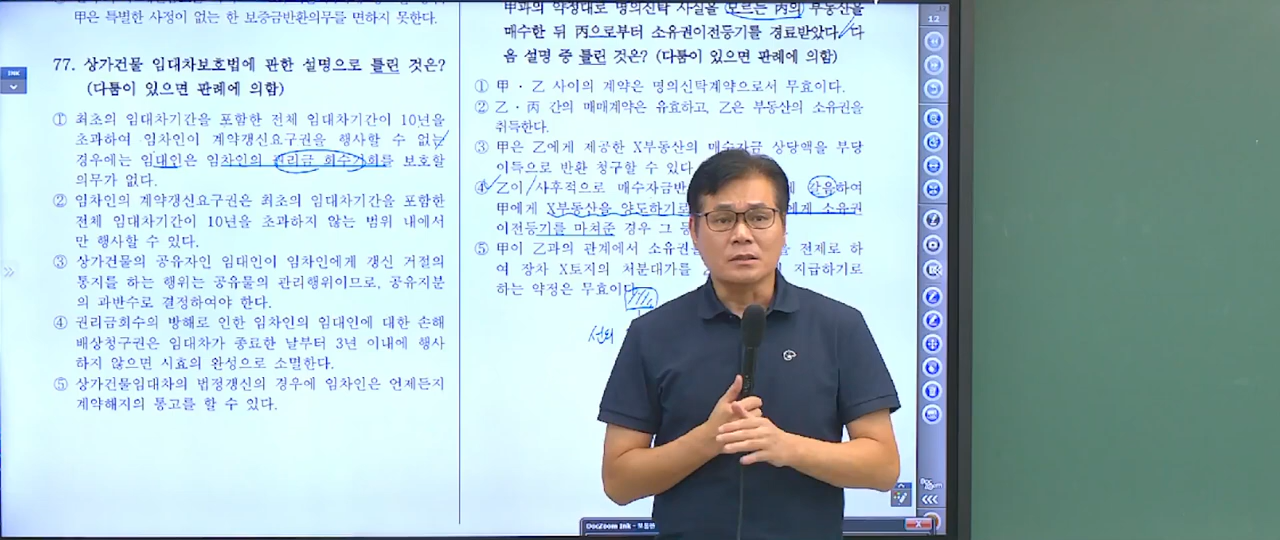 甲은 특별한 사정이 없는 한 보증금반환의무를 면하지 못한다.
77. 상가건물 임대차보호법에 관한 설명으로 틀린 것은?
(다툼이 있으면 판례에 의함)
① 최초의 임대차기간을 포함한 전체 임대차기간이 10년을
초과하여 임차인이 계약갱신요구권을 행사할 수 없는
경우에는 임대인은 임차인의 권리금 회수기회를 보호할
의무가 없다.
② 임차인의 계약갱신요구권은 최초의 임대차기간을 포함한
전체 임대차기간이 10년을 초과하지 않는 범위 내에서
만 행사할 수 있다.
③ 상가건물의 공유자인 임대인이 임차인에게 갱신 거절의
통지를 하는 행위는 공유물의 관리행위이므로, 공유지분
의 과반수로 결정하여야 한다.
④ 권리금회수의 방해로 인한 임차인의 임대인에 대한 손해
배상청구권은 임대차가 종료한 날부터 3년 이내에 행사
하지 않으면 시효의 완성으로 소멸한다.
⑤ 상가건물임대차의 법정갱신의 경우에 임차인은 언제든지
계약해지의 통고를 할 수 있다.
甲과의 약정대로 명의신탁 사실을 모르는 丙의 부동산을
매수한 뒤 丙으로부터 소유권이전등기를 경료받았다. 다
음 설명 중 틀린 것은? (다툼이 있으면 판례에 의함)
① 甲・乙 사이의 계약은 명의신탁계약으로서 무효이다.
② 乙・丙 간의 매매계약은 유효하고, 乙은 부동산의 소유권을
취득한다.
③ 甲은 乙에게 제공한 X부동산의 매수자금 상당액을 부당
이득으로 반환 청구할 수 있다
④ 乙이 사후적으로 매수자금반 갈음하여
甲에게 X부동산을 양도하기로 에게 소유권
이전등기를 마쳐준 경우 그
⑤ 甲이 乙과의 관계에서 소유권 을 전제로 하
여 장차 X토지의 처분대가를 지급하기로
하는 약정은 무효이다
선의
INK
12
DocZoom
DocZoom Ink -